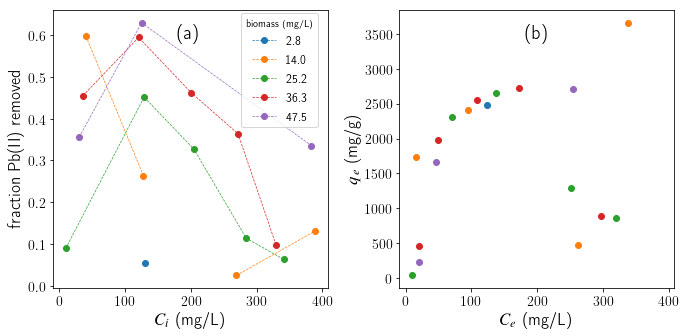 (a)
biomass (mg/L)
2.8
14.0
25.2
36.3
47.5
fraction Pb(II) removed
0.6
0.5
0.4
0.3
0.2
0.1
0.0
0 100 200 300 400
C_i (mg/L)
(b)
q_e (mg/g)
3500
3000
2500
2000
1500
1000
500
0
0 100 200 300 400
C_e (mg/L)